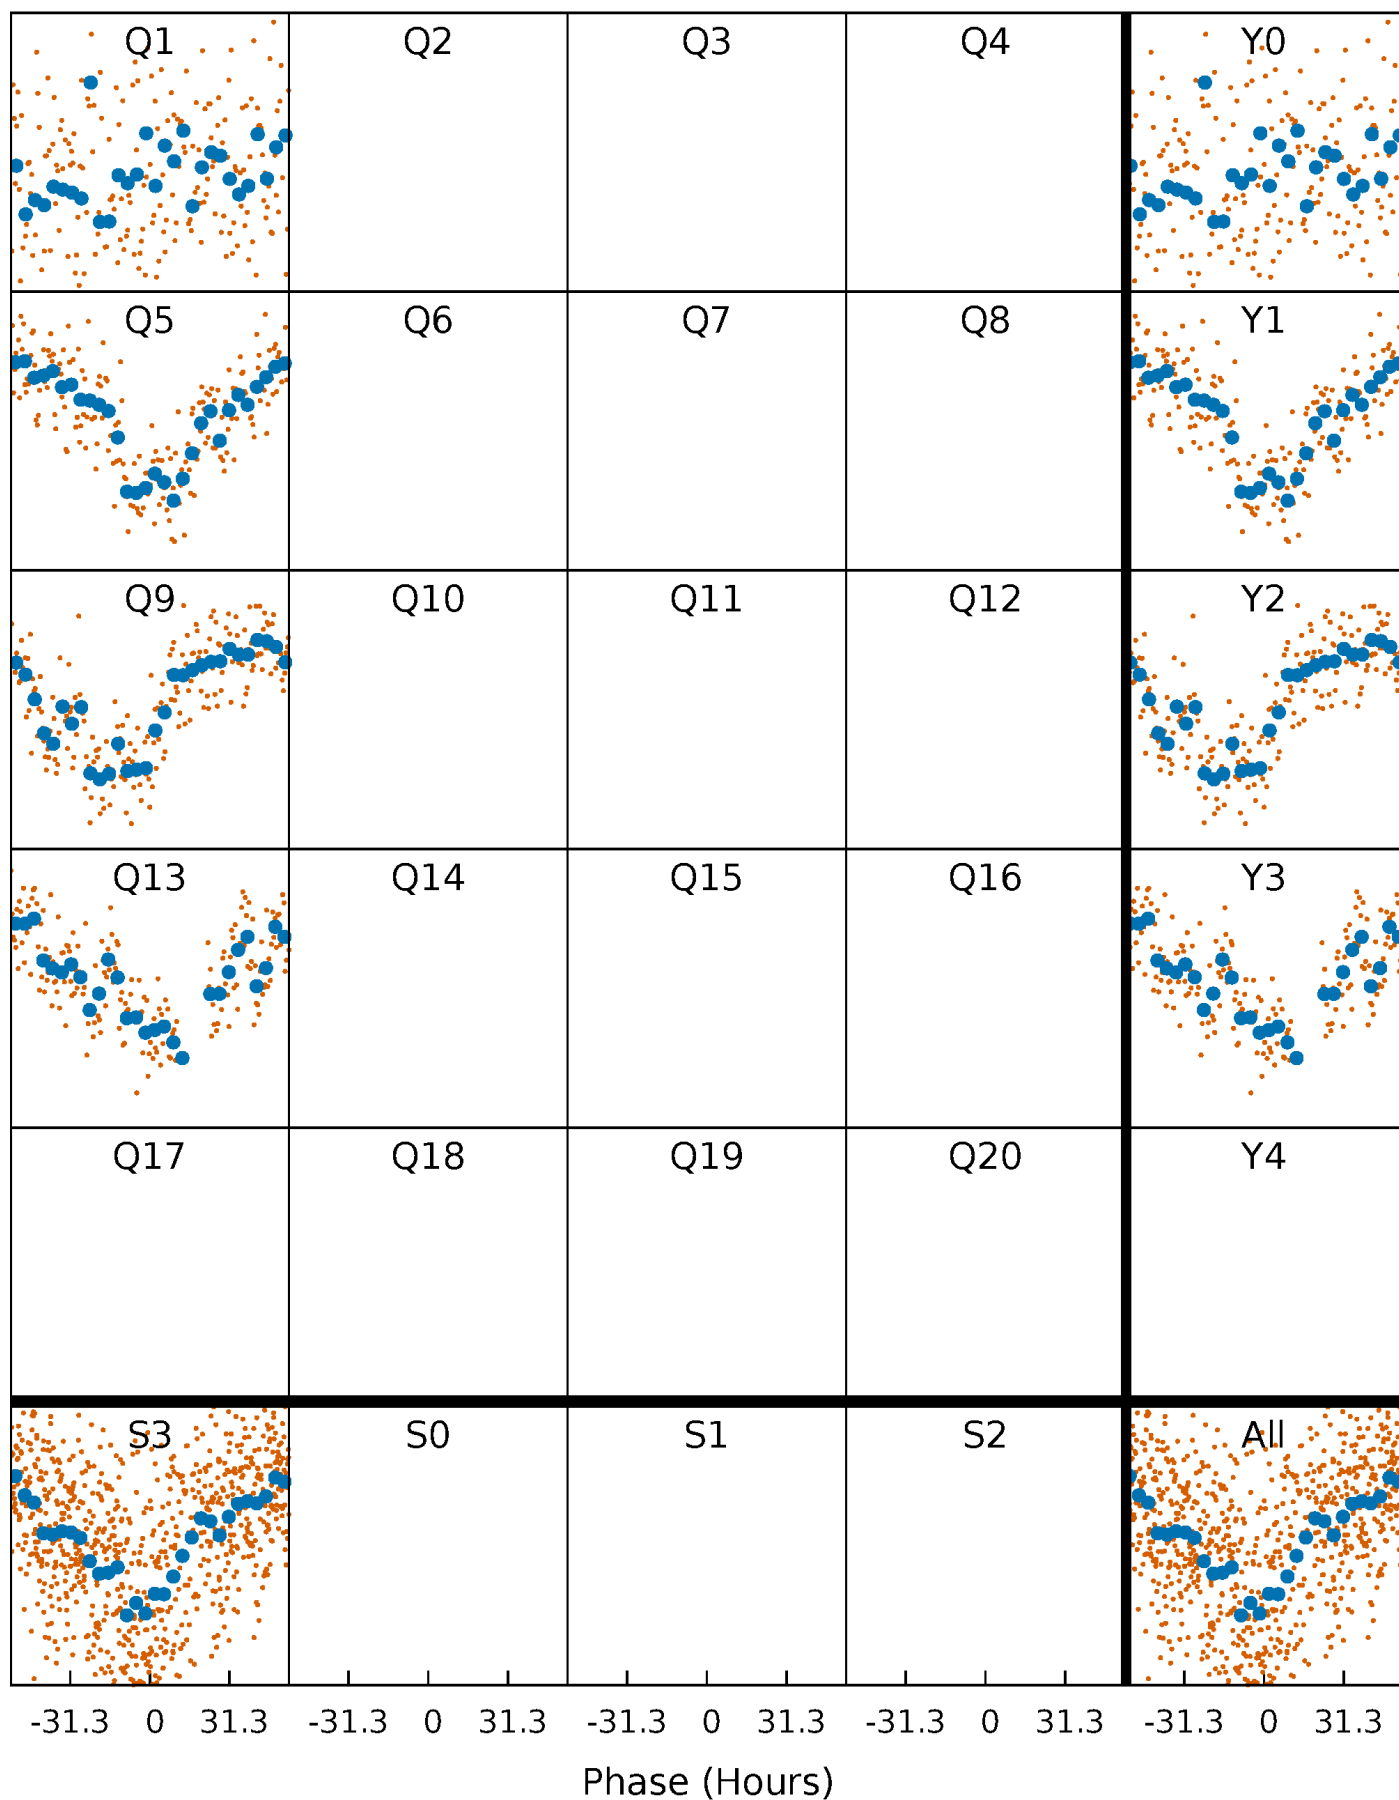 Q1 Q2 Q3 Q4 Y0
Q5 Q6 Q7 Q8 Y1
Q9 Q10 Q11 Q12 Y2
Q13 Q14 Q15 Q16 Y3
Q17 Q18 Q19 Q20 Y4
S3 S0 S1 S2 All
-31.3 0 31.3 -31.3 0 31.3 -31.3 0 31.3 -31.3 0 31.3 -31.3 0 31.3
Phase (Hours)